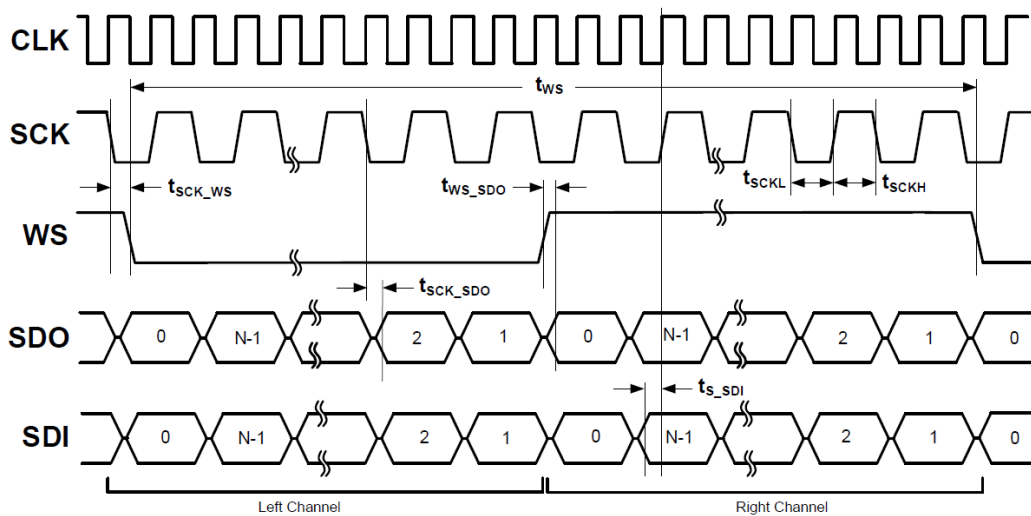 CLK
tWS
SCK
tSCK_WS
tWS_SDO
tSCKL
tSCKH
WS
tSCK_SDO
SDO 0 N-1 2 1 0 N-1 2 1 0
tS_SDI
SDI 0 N-1 2 1 0 N-1 2 1 0
Left Channel Right Channel